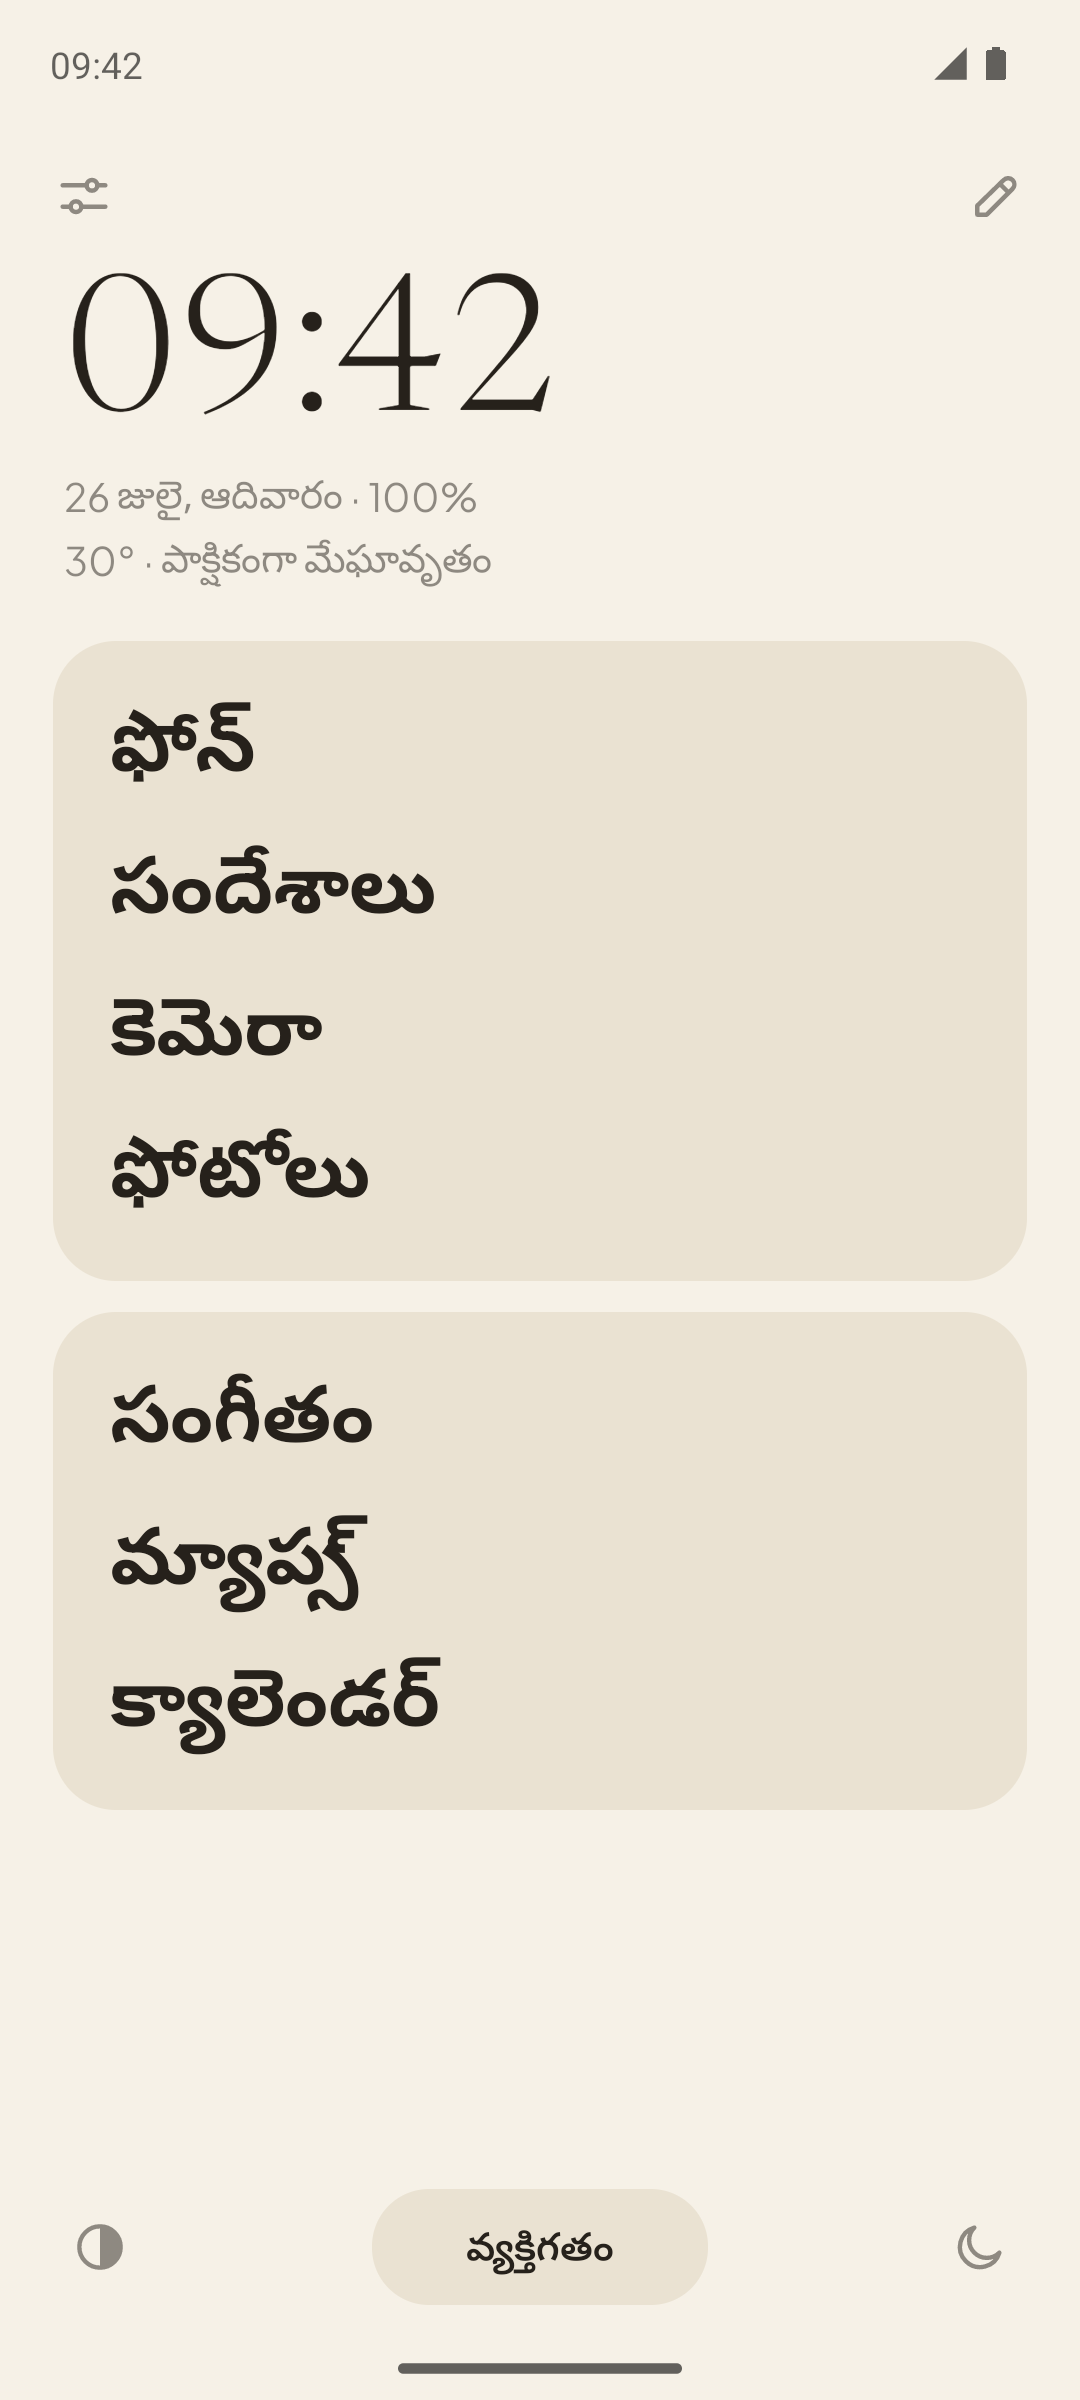 09:42
09:42
26 జులై, ఆదివారం · 100%
30° · పాక్షికంగా మేఘావృతం
ఫోన్
సందేశాలు
కెమెరా
ఫోటోలు
సంగీతం
మ్యాప్స్
క్యాలెండర్
వ్యక్తిగతం